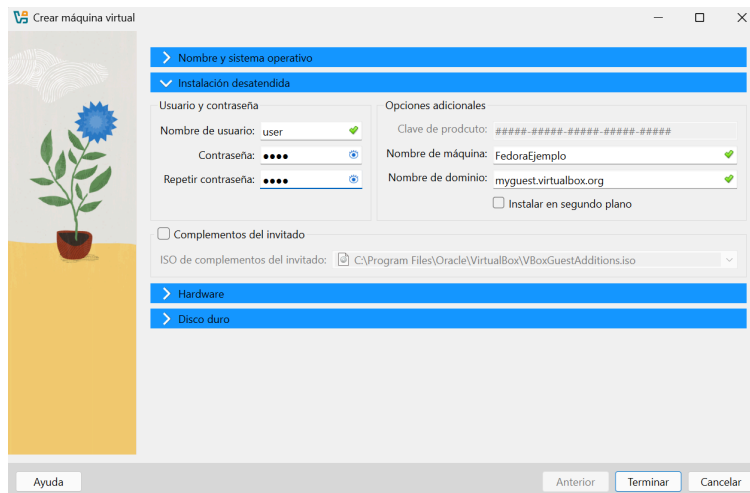 Crear máquina virtual
Nombre y sistema operativo
Instalación desatendida
Usuario y contraseña
Nombre de usuario: user
Contraseña: ●●●●
Repetir contraseña: ●●●●
Opciones adicionales
Clave de prodcuto: #####-#####-#####-#####-#####
Nombre de máquina: FedoraEjemplo
Nombre de dominio: myguest.virtualbox.org
Instalar en segundo plano
Complementos del invitado
ISO de complementos del invitado: C:\Program Files\Oracle\VirtualBox\VBoxGuestAdditions.iso
Hardware
Disco duro
Ayuda
Anterior
Terminar
Cancelar